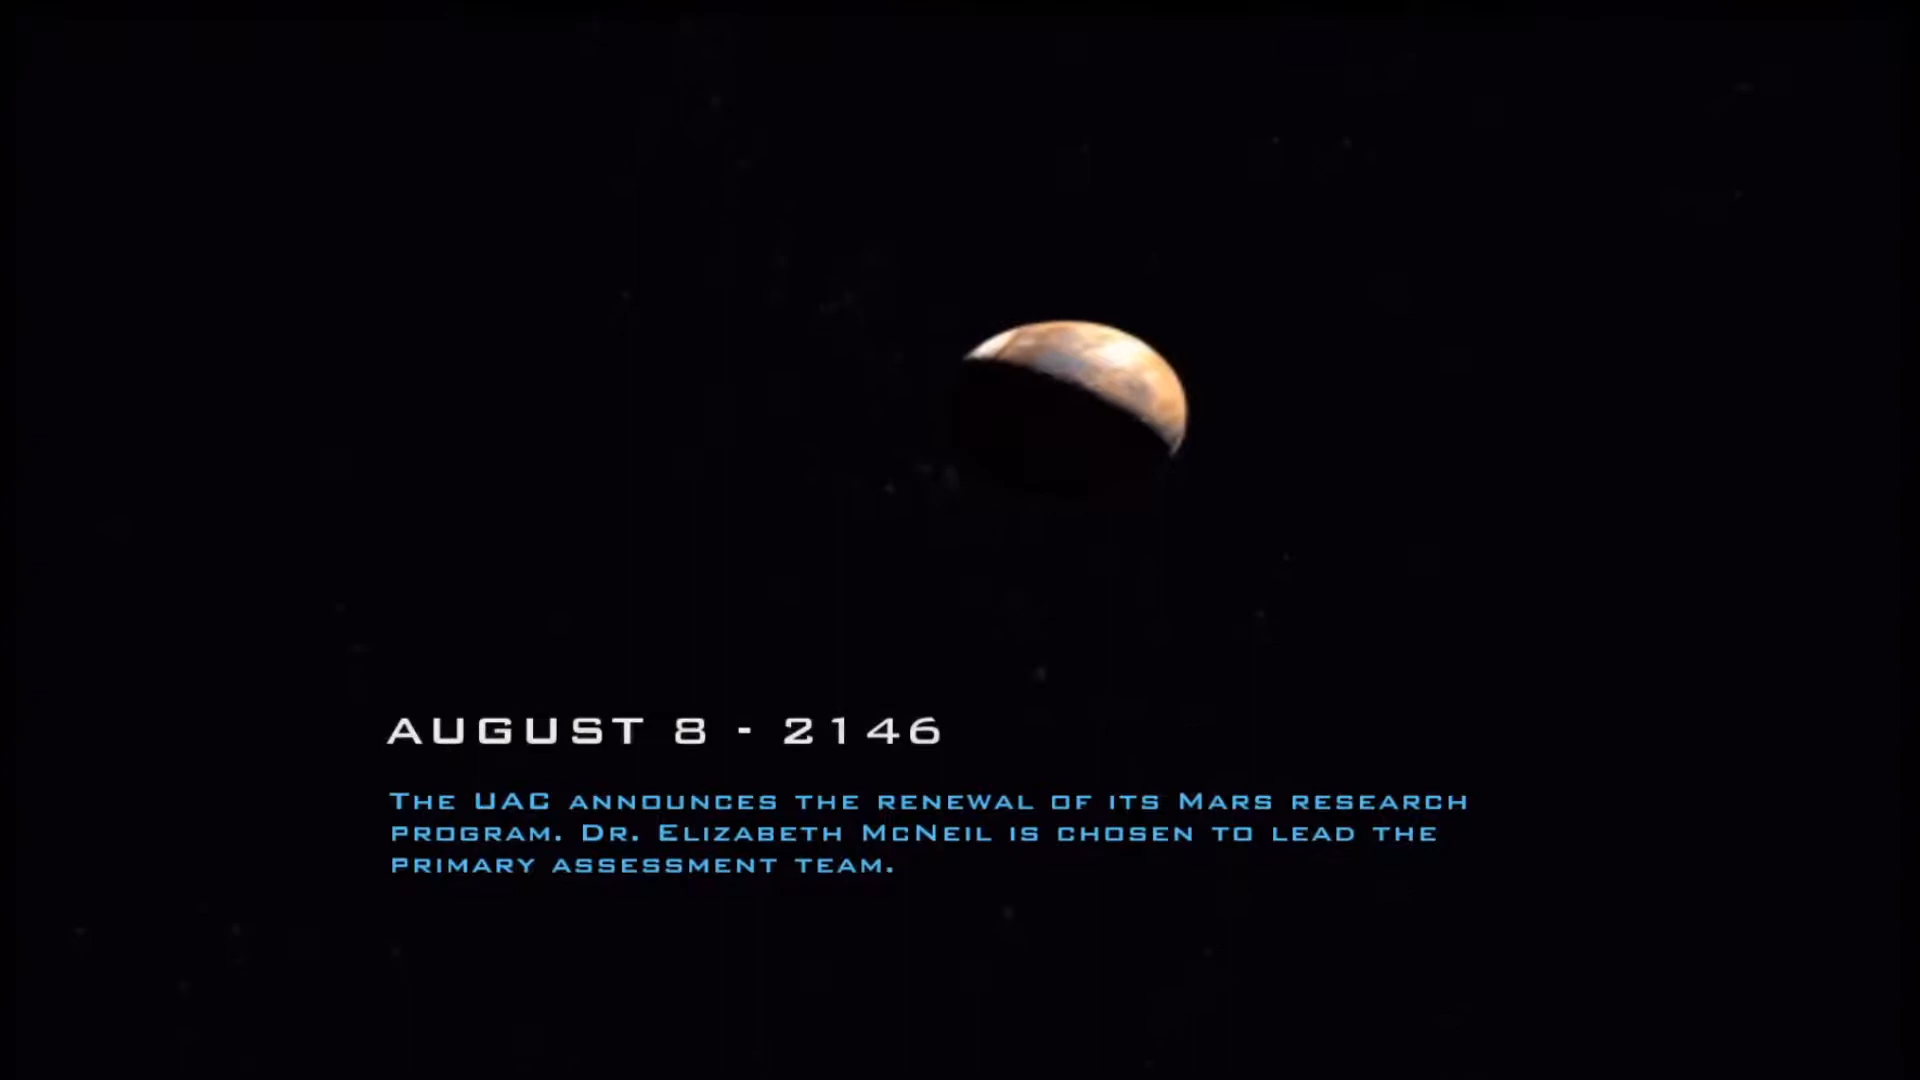 AUGUST 8 - 2146
The UAC announces the renewal of its Mars research
program. Dr. Elizabeth McNeil is chosen to lead the
primary assessment team.